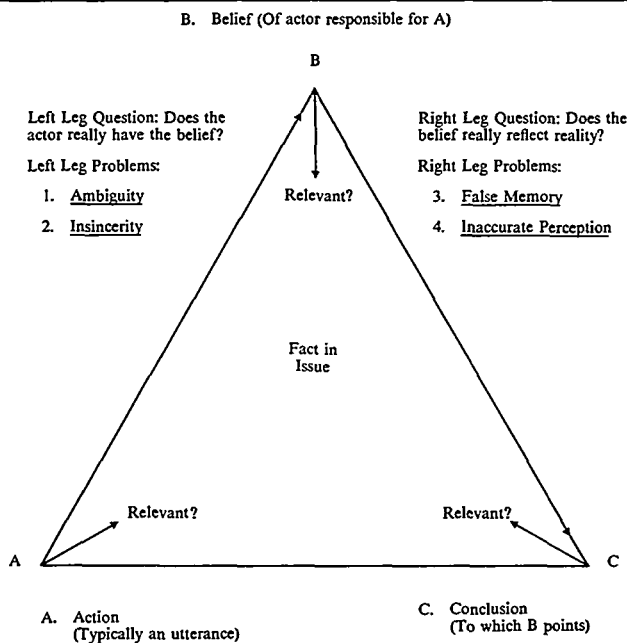 B. Belief (Of actor responsible for A)
B
Left Leg Question: Does the
actor really have the belief?
Left Leg Problems:
1. Ambiguity
2. Insincerity
Right Leg Question: Does the
belief really reflect reality?
Right Leg Problems:
3. False Memory
4. Inaccurate Perception
Relevant?
Fact in
Issue
Relevant?
Relevant?
A
C
A. Action
(Typically an utterance)
C. Conclusion
(To which B points)